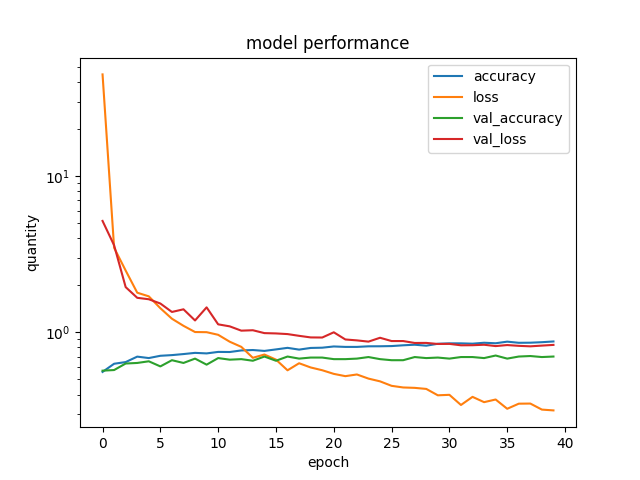 model performance
accuracy
loss
val_accuracy
val_loss
quantity
10¹
10⁰
0 5 10 15 20 25 30 35 40
epoch